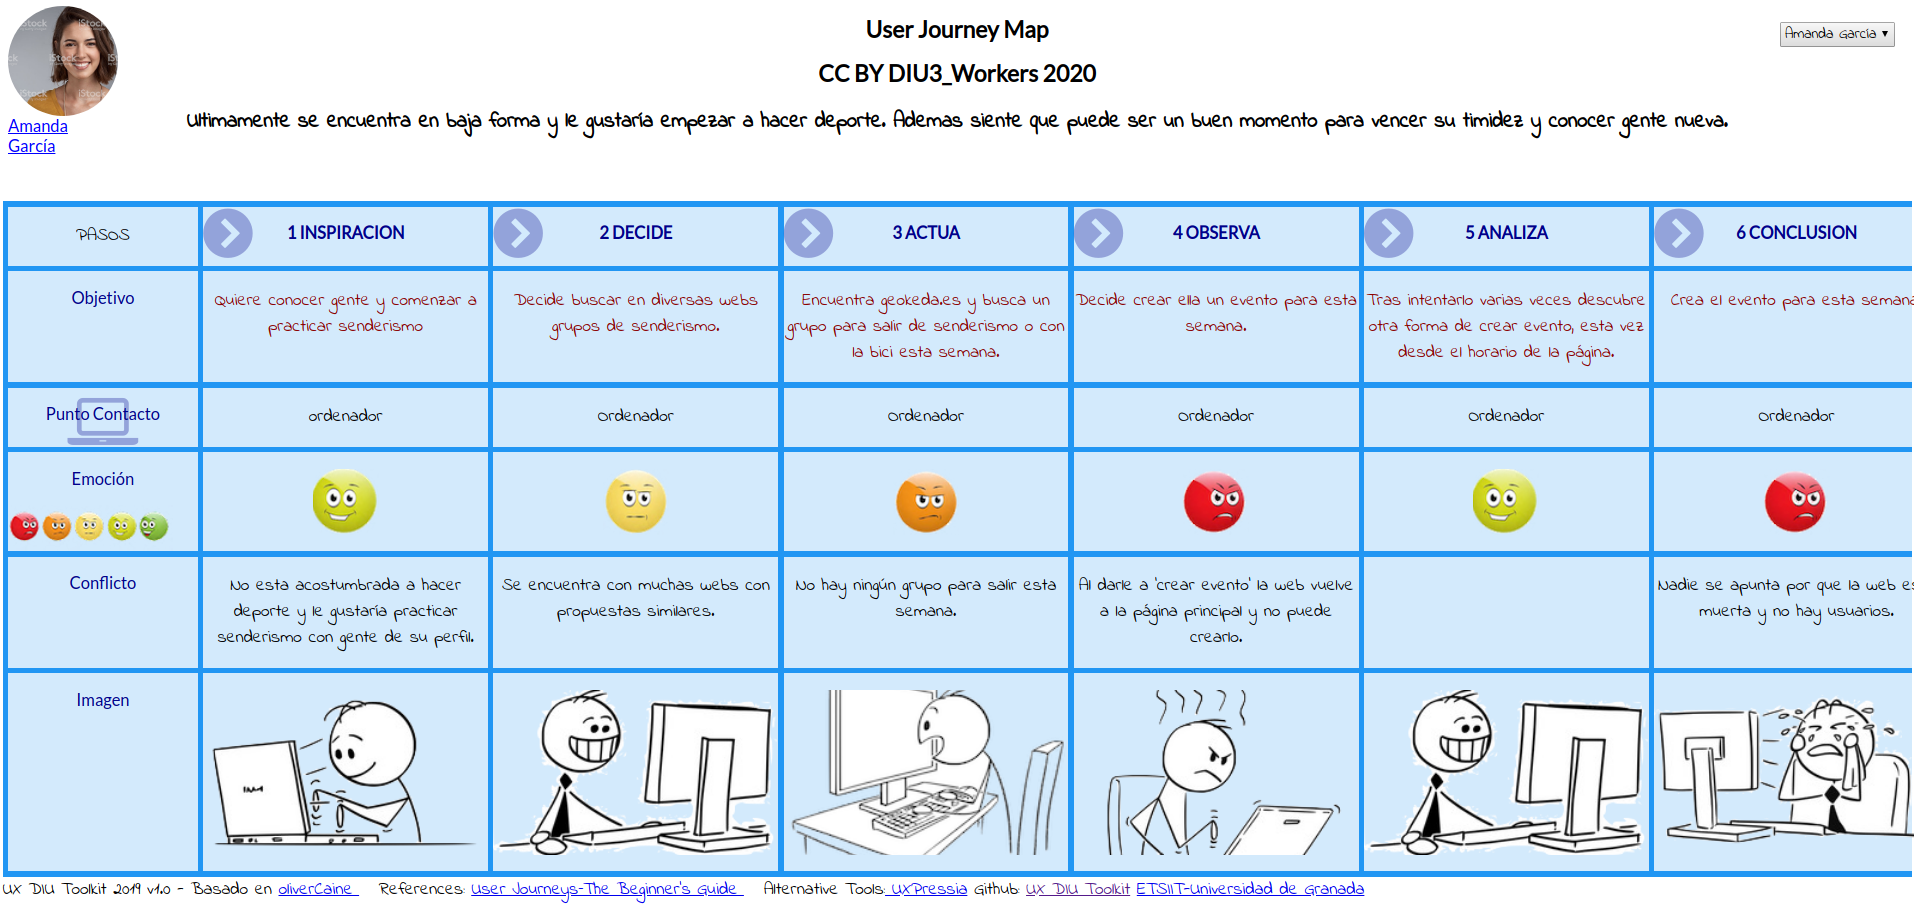 User Journey Map
Amanda García ▾
CC BY DIU3_Workers 2020
Ultimamente se encuentra en baja forma y le gustaría empezar a hacer deporte. Ademas siente que puede ser un buen momento para vencer su timidez y conocer gente nueva.
Amanda
García
PASOS
1 INSPIRACION
2 DECIDE
3 ACTUA
4 OBSERVA
5 ANALIZA
6 CONCLUSION
Objetivo
Quiere conocer gente y comenzar a
practicar senderismo
Decide buscar en diversas webs
grupos de senderismo.
Encuentra geokeda.es y busca un
grupo para salir de senderismo o con
la bici esta semana.
Decide crear ella un evento para esta
semana.
Tras intentarlo varias veces descubre
otra forma de crear evento, esta vez
desde el horario de la página.
Crea el evento para esta semana
Punto Contacto
ordenador
Ordenador
Ordenador
Ordenador
Ordenador
Ordenador
Emoción
Conflicto
No esta acostumbrada a hacer
deporte y le gustaría practicar
senderismo con gente de su perfil.
Se encuentra con muchas webs con
propuestas similares.
No hay ningún grupo para salir esta
semana.
Al darle a 'crear evento' la web vuelve
a la página principal y no puede
crearlo.
Nadie se apunta por que la web es
muerta y no hay usuarios.
Imagen
UX DIU Toolkit 2019 v1.0 - Basado en oliverCaine References: User Journeys-The Beginner's Guide Alternative Tools: UXPressia Github: UX DIU Toolkit ETSIIT-Universidad de Granada